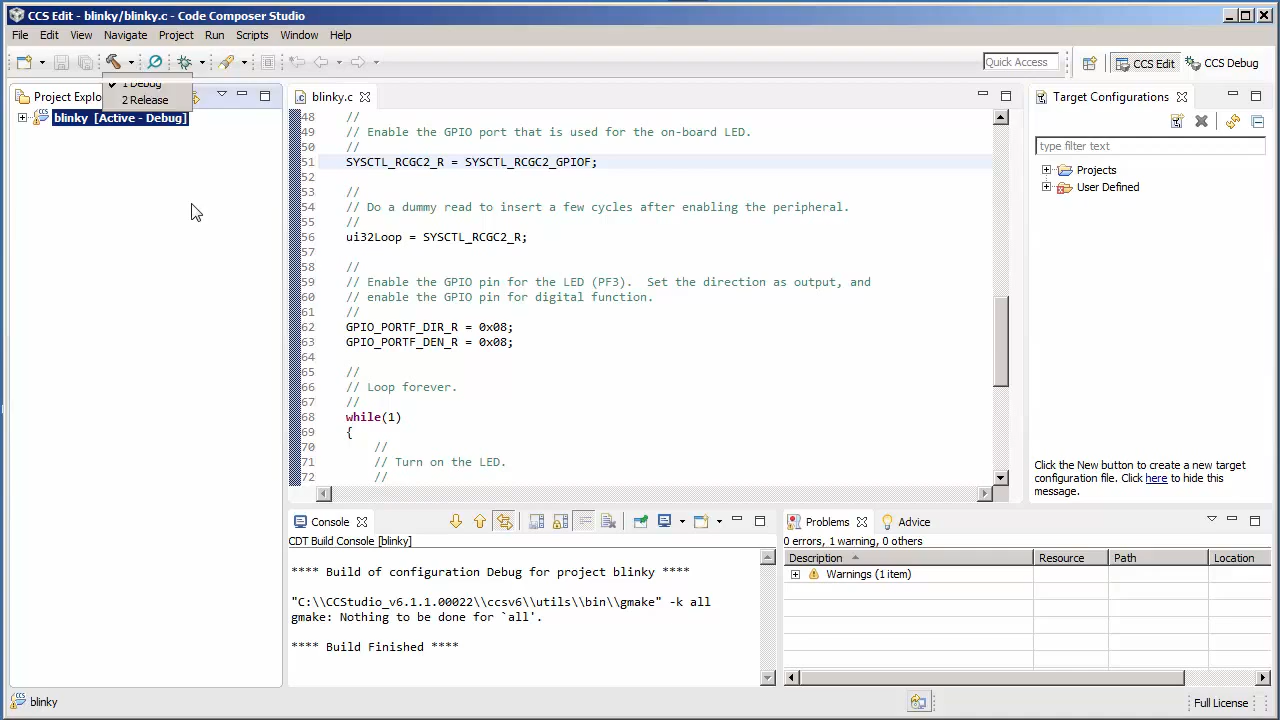 CCS Edit - blinky/blinky.c - Code Composer Studio
File Edit View Navigate Project Run Scripts Window Help
Quick Access CCS Edit CCS Debug
1 Debug
2 Release
Project Explo
blinky [Active - Debug]
blinky.c
48 //
49 // Enable the GPIO port that is used for the on-board LED.
50 //
51 SYSCTL_RCGC2_R = SYSCTL_RCGC2_GPIOF;
52
53 //
54 // Do a dummy read to insert a few cycles after enabling the peripheral.
55 //
56 ui32Loop = SYSCTL_RCGC2_R;
57
58 //
59 // Enable the GPIO pin for the LED (PF3).  Set the direction as output, and
60 // enable the GPIO pin for digital function.
61 //
62 GPIO_PORTF_DIR_R = 0x08;
63 GPIO_PORTF_DEN_R = 0x08;
64
65 //
66 // Loop forever.
67 //
68 while(1)
69 {
70 //
71 // Turn on the LED.
72 //
Target Configurations
type filter text
Projects
User Defined
Click the New button to create a new target
configuration file. Click here to hide this
message.
Console
CDT Build Console [blinky]
**** Build of configuration Debug for project blinky ****
"C:\\CCStudio_v6.1.1.00022\\ccsv6\\utils\\bin\\gmake" -k all
gmake: Nothing to be done for `all'.
**** Build Finished ****
Problems Advice
0 errors, 1 warning, 0 others
Description Resource Path Location
Warnings (1 item)
blinky
Full License